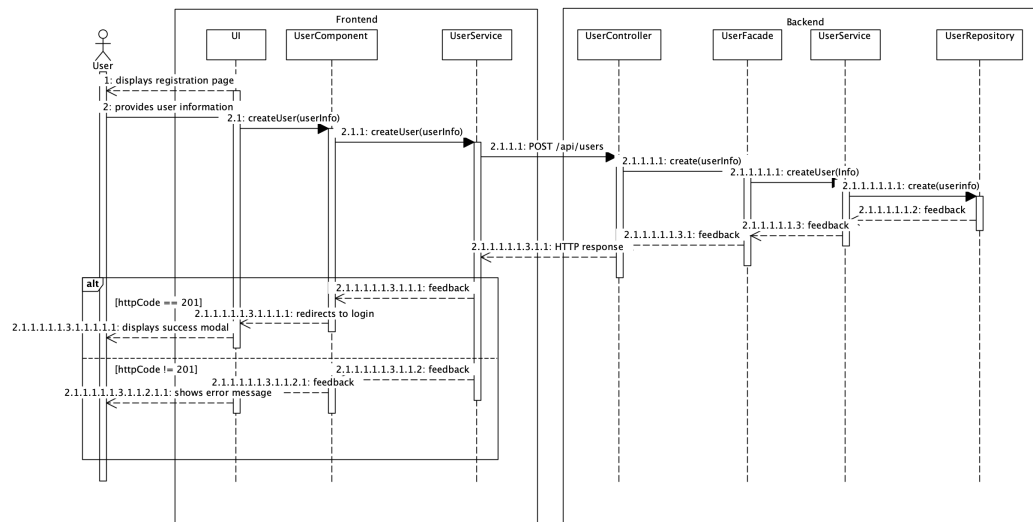 Frontend
Backend
User
UI
UserComponent
UserService
UserController
UserFacade
UserService
UserRepository
1: displays registration page
2: provides user information
2.1: createUser(userInfo)
2.1.1: createUser(userInfo)
2.1.1.1: POST /api/users
2.1.1.1.1: create(userInfo)
2.1.1.1.1.1: createUser(Info)
2.1.1.1.1.1.1: create(userinfo)
2.1.1.1.1.1.2: feedback
2.1.1.1.1.1.3: feedback
2.1.1.1.1.1.3.1: feedback
2.1.1.1.1.1.3.1.1: HTTP response
alt
[httpCode == 201]
2.1.1.1.1.1.3.1.1.1: feedback
2.1.1.1.1.1.3.1.1.1.1: redirects to login
2.1.1.1.1.1.3.1.1.1.1.1: displays success modal
[httpCode != 201]
2.1.1.1.1.1.3.1.1.2: feedback
2.1.1.1.1.1.3.1.1.2.1: feedback
2.1.1.1.1.1.3.1.1.2.1.1: shows error message